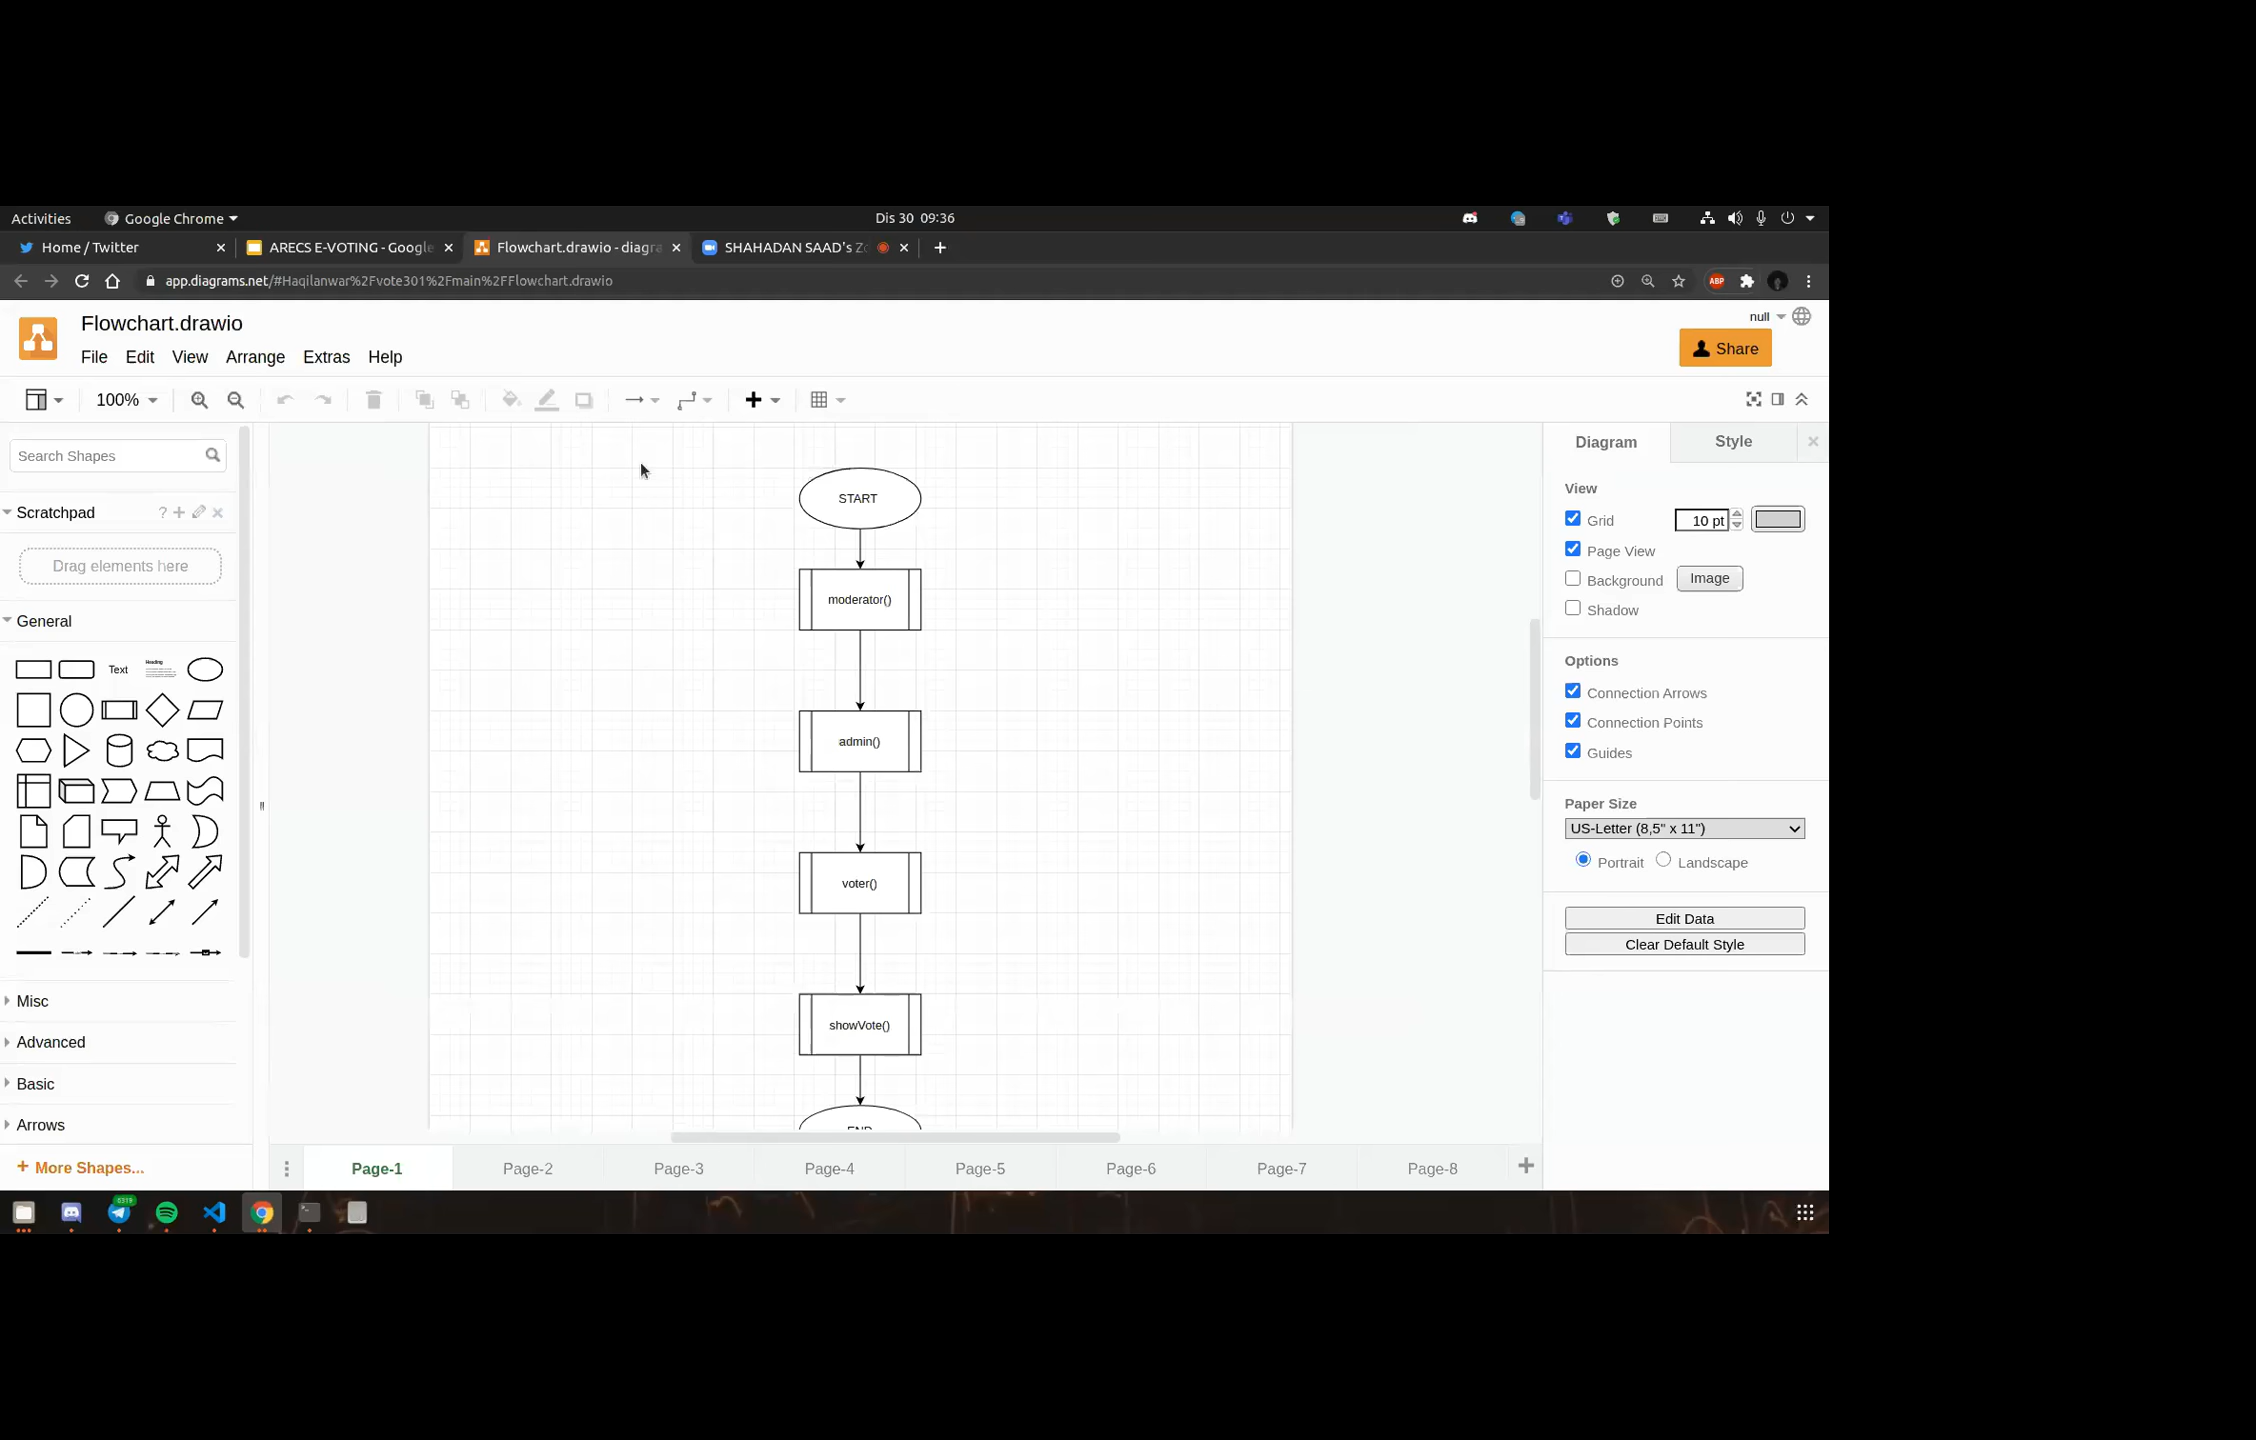 Activities
Google Chrome
Dis 30 09:36
Home / Twitter
ARECS E-VOTING - Google
Flowchart.drawio - diagra
SHAHADAN SAAD's Zo
app.diagrams.net/#Haqilanwar%2Fvote301%2Fmain%2FFlowchart.drawio
ABP
Flowchart.drawio
null
File Edit View Arrange Extras Help
Share
100%
Search Shapes
Scratchpad
?
Drag elements here
General
Text
Heading
Misc
Advanced
Basic
Arrows
+ More Shapes...
START
moderator()
admin()
voter()
showVote()
END
Diagram
Style
View
Grid
10 pt
Page View
Background
Image
Shadow
Options
Connection Arrows
Connection Points
Guides
Paper Size
US-Letter (8,5" x 11")
Portrait
Landscape
Edit Data
Clear Default Style
Page-1
Page-2
Page-3
Page-4
Page-5
Page-6
Page-7
Page-8
6319